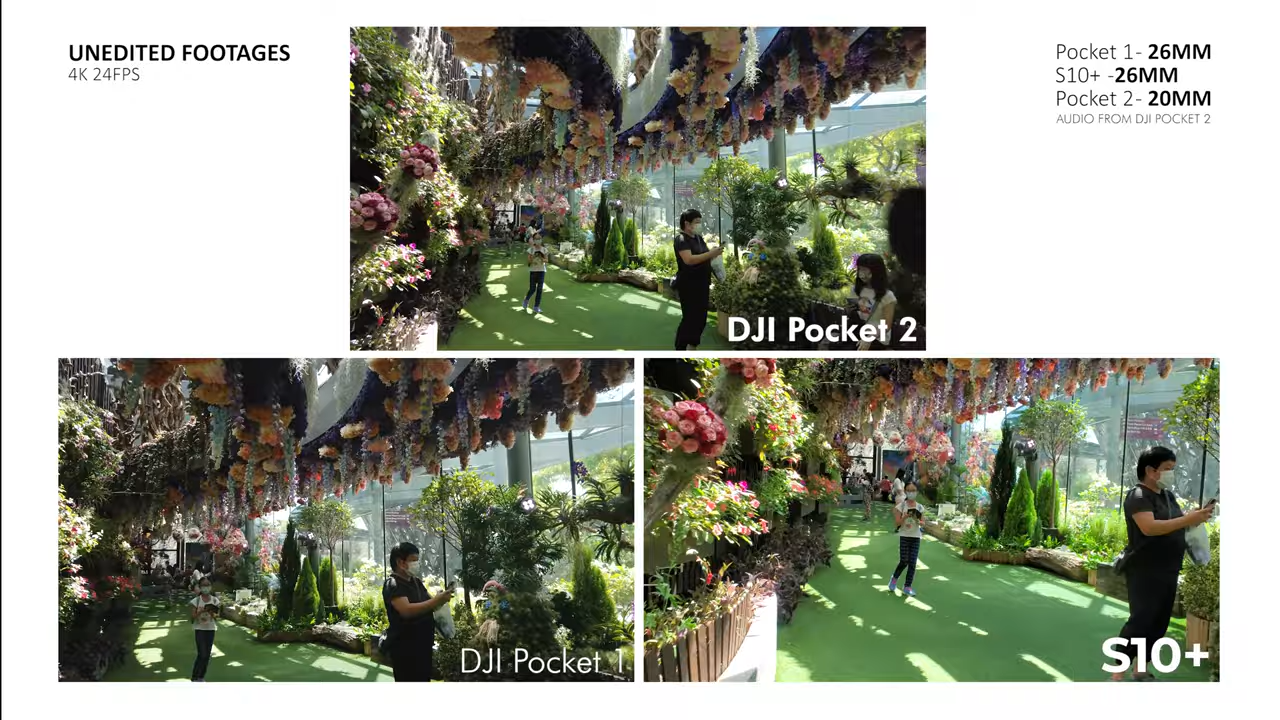 UNEDITED FOOTAGES
4K 24FPS
Pocket 1- 26MM
S10+ -26MM
Pocket 2- 20MM
AUDIO FROM DJI POCKET 2
DJI Pocket 2
DJI Pocket 1
S10+